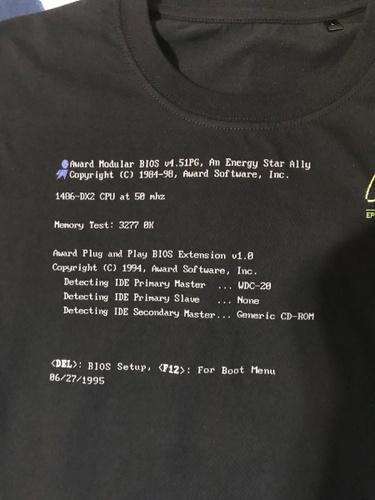 Award Modular BIOS v4.51PG, An Energy Star Ally
Copyright (C) 1984-98, Award Software, Inc.
i486-DX2 CPU at 50 mhz
Memory Test: 3277 0K
Award Plug and Play BIOS Extension v1.0
Copyright (C) 1994, Award Software, Inc.
Detecting IDE Primary Master ... WDC-20
Detecting IDE Primary Slave ... None
Detecting IDE Secondary Master... Generic CD-ROM
<DEL>: BIOS Setup, <F12>: For Boot Menu
06/27/1995
EP